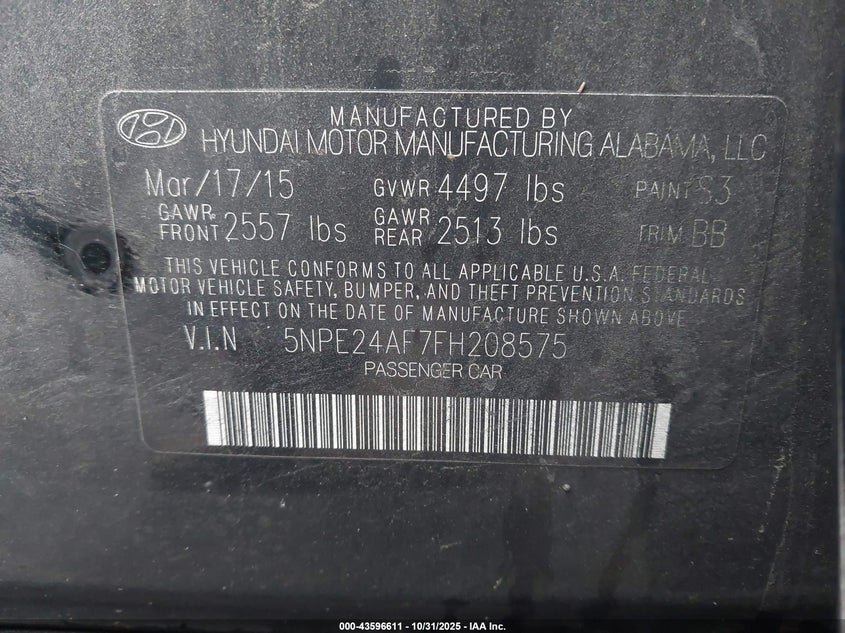 MANUFACTURED BY
HYUNDAI MOTOR MANUFACTURING ALABAMA, LLC
Mar/17/15 GVWR 4497 lbs PAINT S3
GAWR FRONT 2557 lbs GAWR REAR 2513 lbs TRIM BB
THIS VEHICLE CONFORMS TO ALL APPLICABLE U.S.A. FEDERAL
MOTOR VEHICLE SAFETY, BUMPER, AND THEFT PREVENTION STANDARDS
IN EFFECT ON THE DATE OF MANUFACTURE SHOWN ABOVE
V.I.N 5NPE24AF7FH208575
PASSENGER CAR
000-43596611 - 10/31/2025 - IAA Inc.